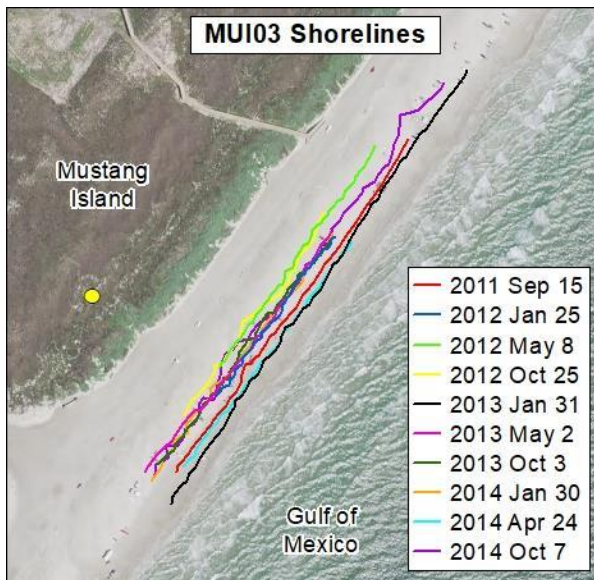 MUI03 Shorelines
Mustang
Island
2011 Sep 15
2012 Jan 25
2012 May 8
2012 Oct 25
2013 Jan 31
2013 May 2
2013 Oct 3
2014 Jan 30
2014 Apr 24
2014 Oct 7
Gulf of
Mexico